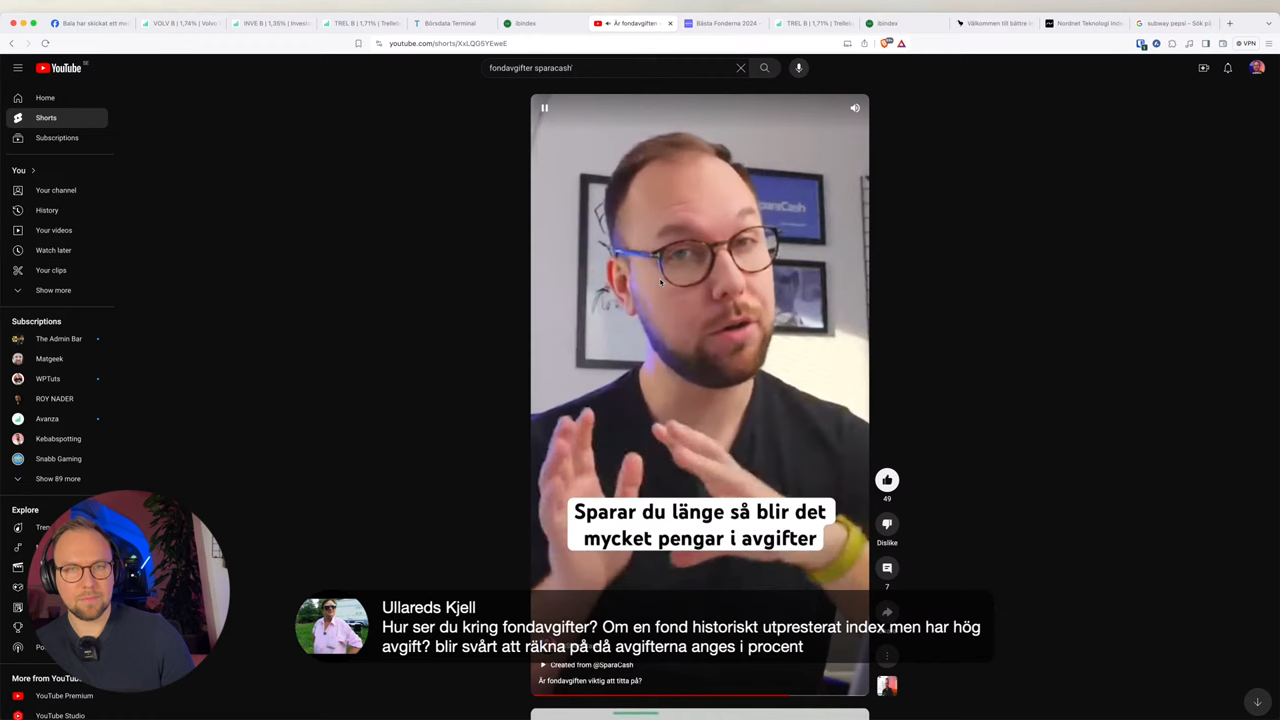 Bala har skickat ett me
VOLV B | 1,74% | Volvo
INVE B | 1,35% | Investo
TREL B | 1,71% | Trelleb
Börsdata Terminal
ibindex
Är fondavgiften
Bästa Fonderna 2024
TREL B | 1,71% | Trelleb
ibindex
Välkommen till bättre in
Nordnet Teknologi Inde
subway pepsi - Sök på
youtube.com/shorts/XxLQG5YEweE
VPN
YouTube SE
fondavgifter sparacash'
Home
Shorts
Subscriptions
You
Your channel
History
Your videos
Watch later
Your clips
Show more
Subscriptions
The Admin Bar
Matgeek
WPTuts
ROY NADER
Avanza
Kebabspotting
Snabb Gaming
Show 89 more
Explore
More from YouTube
YouTube Premium
YouTube Studio
SparaCash
Sparar du länge så blir det
mycket pengar i avgifter
49
Dislike
7
Ullareds Kjell
Hur ser du kring fondavgifter? Om en fond historiskt utpresterat index men har hög
avgift? blir svårt att räkna på då avgifterna anges i procent
Created from @SparaCash
Är fondavgiften viktig att titta på?